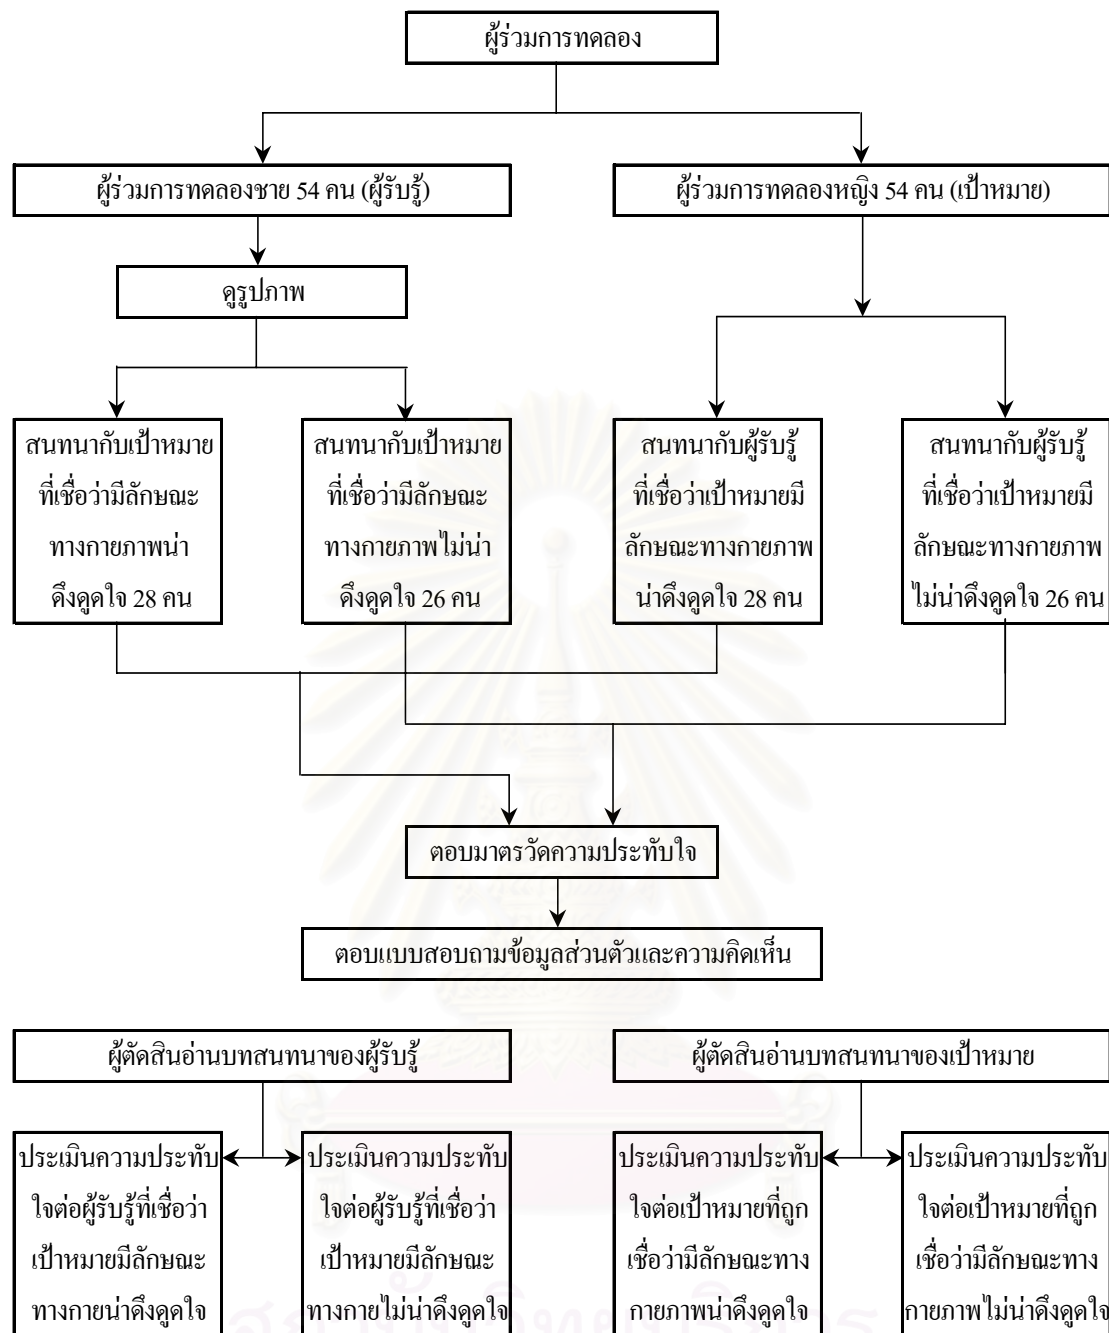 ผู้ร่วมการทดลอง
ผู้ร่วมการทดลองชาย 54 คน (ผู้รับรู้)
ผู้ร่วมการทดลองหญิง 54 คน (เป้าหมาย)
ดูรูปภาพ
สนทนากับเป้าหมาย
ที่เชื่อว่ามีลักษณะ
ทางกายภาพน่า
ดึงดูดใจ 28 คน
สนทนากับเป้าหมาย
ที่เชื่อว่ามีลักษณะ
ทางกายภาพไม่น่า
ดึงดูดใจ 26 คน
สนทนากับผู้รับรู้
ที่เชื่อว่าเป้าหมายมี
ลักษณะทางกายภาพ
น่าดึงดูดใจ 28 คน
สนทนากับผู้รับรู้
ที่เชื่อว่าเป้าหมายมี
ลักษณะทางกายภาพ
ไม่น่าดึงดูดใจ 26 คน
ตอบมาตรวัดความประทับใจ
ตอบแบบสอบถามข้อมูลส่วนตัวและความคิดเห็น
ผู้ตัดสินอ่านบทสนทนาของผู้รับรู้
ผู้ตัดสินอ่านบทสนทนาของเป้าหมาย
ประเมินความประทับ
ใจต่อผู้รับรู้ที่เชื่อว่า
เป้าหมายมีลักษณะ
ทางกายน่าดึงดูดใจ
ประเมินความประทับ
ใจต่อผู้รับรู้ที่เชื่อว่า
เป้าหมายมีลักษณะ
ทางกายไม่น่าดึงดูดใจ
ประเมินความประทับ
ใจต่อเป้าหมายที่ถูก
เชื่อว่ามีลักษณะทาง
กายภาพน่าดึงดูดใจ
ประเมินความประทับ
ใจต่อเป้าหมายที่ถูก
เชื่อว่ามีลักษณะทาง
กายภาพไม่น่าดึงดูดใจ